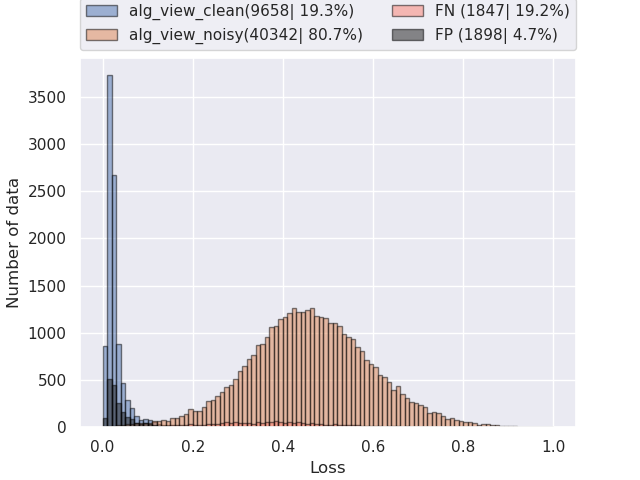 alg_view_clean(9658| 19.3%)
FN (1847| 19.2%)
alg_view_noisy(40342| 80.7%)
FP (1898| 4.7%)
3500
3000
2500
2000
1500
1000
500
0
Number of data
0.0 0.2 0.4 0.6 0.8 1.0
Loss